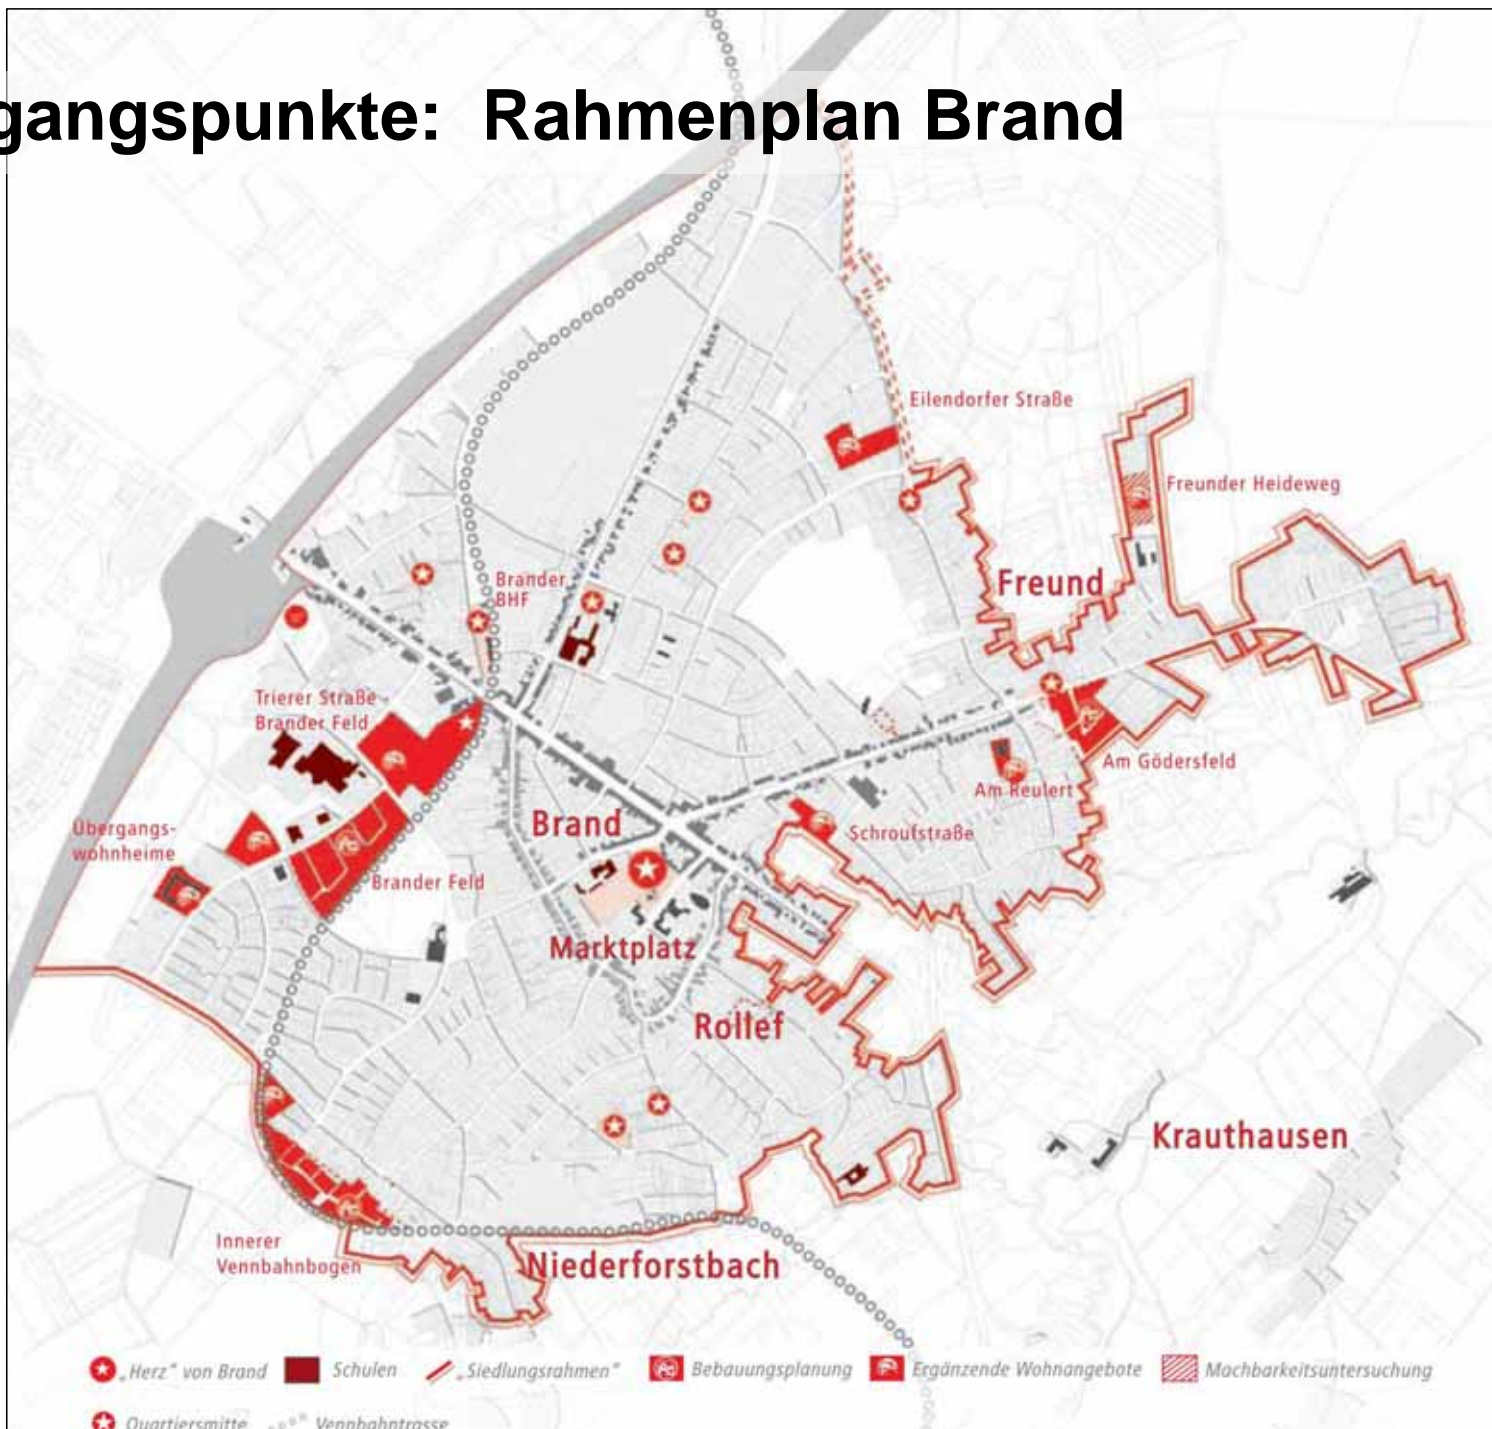 gangspunkte: Rahmenplan Brand
Eilendorfer Straße
Freunder Heideweg
Freund
Brander
BHF
Trierer Straße -
Brander Feld
Am Gödersfeld
Am Reulert
Brand
Schroufstraße
Übergangs-
wohnheime
Brander Feld
Marktplatz
Rollef
Krauthausen
Innerer
Vennbahnbogen
Niederforstbach
„Herz“ von Brand Schulen „Siedlungsrahmen“ Bebauungsplanung Ergänzende Wohnangebote Machbarkeitsuntersuchung
Quartiersmitte Vennbahntrasse